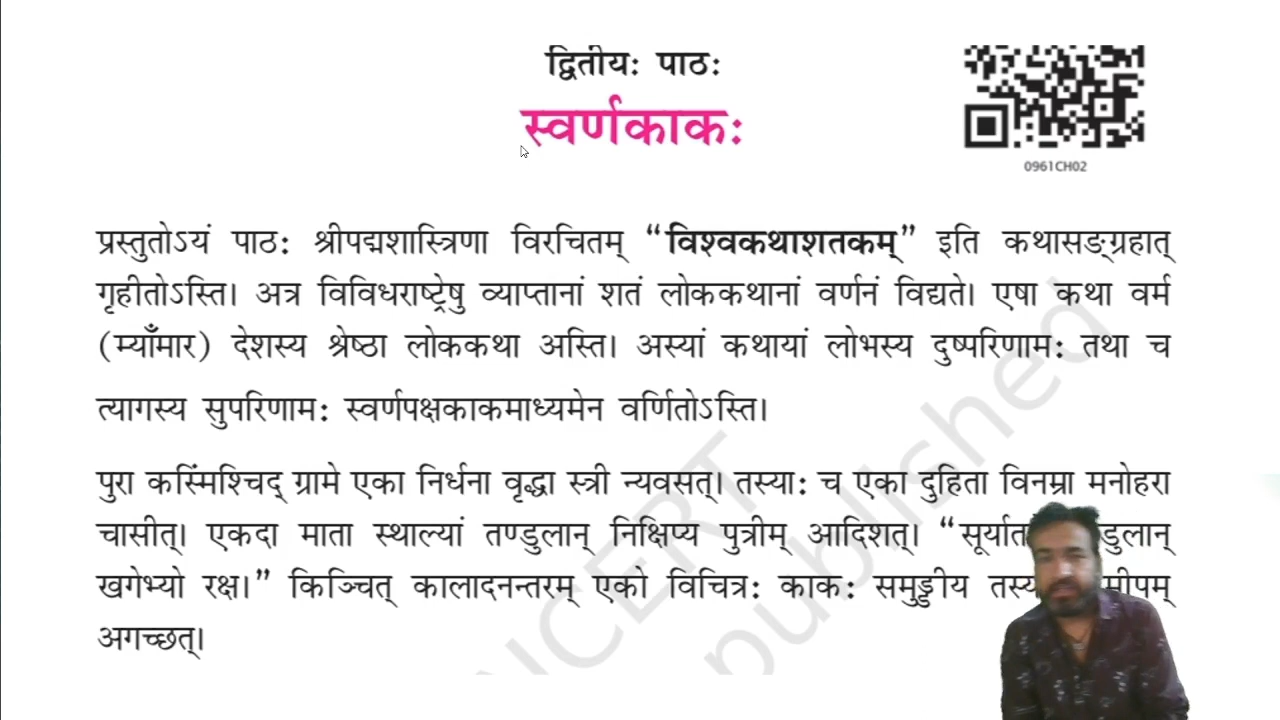 द्वितीयः पाठः
स्वर्णकाकः
0961CH02
प्रस्तुतोऽयं पाठः श्रीपद्मशास्त्रिणा विरचितम् “विश्वकथाशतकम्” इति कथासङ्ग्रहात्
गृहीतोऽस्ति। अत्र विविधराष्ट्रेषु व्याप्तानां शतं लोककथानां वर्णनं विद्यते। एषा कथा वर्म
(म्याँमार) देशस्य श्रेष्ठा लोककथा अस्ति। अस्यां कथायां लोभस्य दुष्परिणामः तथा च
त्यागस्य सुपरिणामः स्वर्णपक्षकाकमाध्यमेन वर्णितोऽस्ति।
पुरा कस्मिंश्चिद् ग्रामे एका निर्धना वृद्धा स्त्री न्यवसत्। तस्याः च एका दुहिता विनम्रा मनोहरा
चासीत्। एकदा माता स्थाल्यां तण्डुलान् निक्षिप्य पुत्रीम् आदिशत्।
खगेभ्यो रक्ष।” किञ्चित् कालादनन्तरम् एको विचित्रः काकः समुड्डीय
अगच्छत्।
NCERT
published